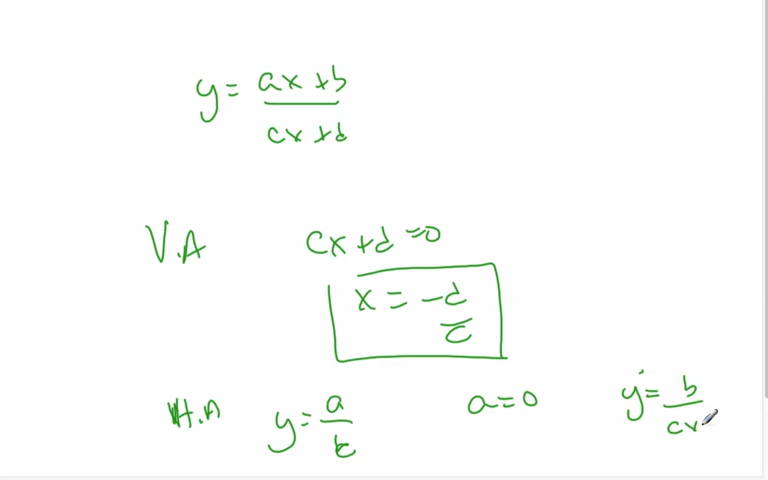 y = ax + b
cx + d
V.A cx + d = 0
x = -d
c
H.A y = a a = 0 y = b
c cx